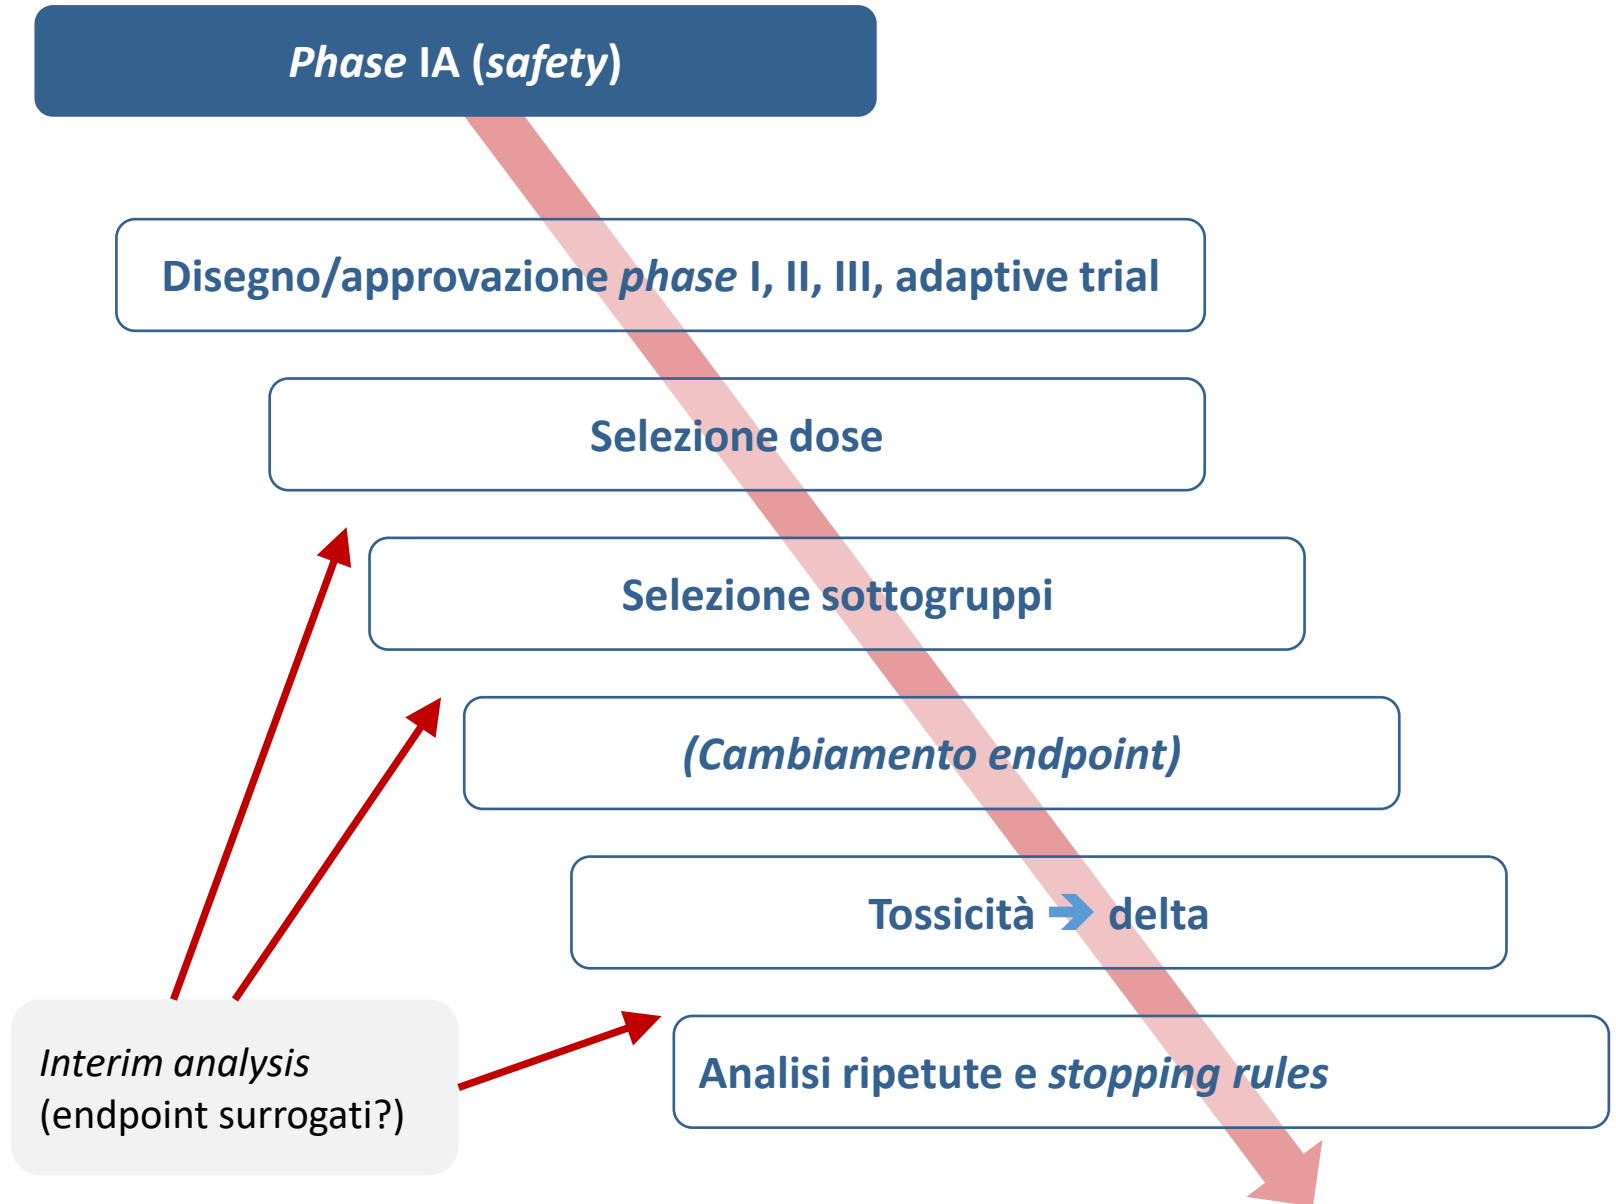 Phase IA (safety)
Disegno/approvazione phase I, II, III, adaptive trial
Selezione dose
Selezione sottogruppi
(Cambiamento endpoint)
Tossicità ➔ delta
Analisi ripetute e stopping rules
Interim analysis
(endpoint surrogati?)